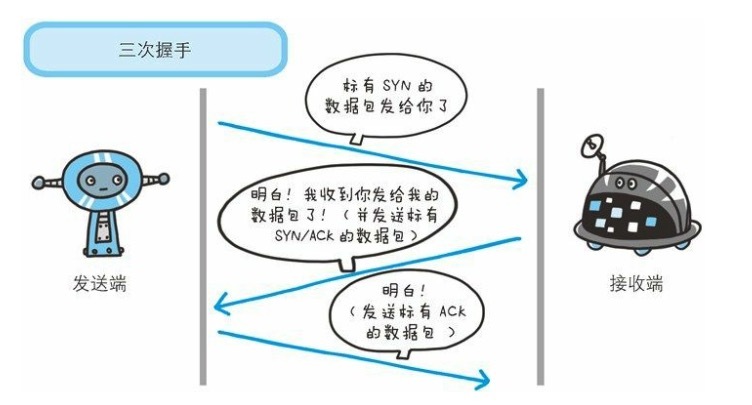 三次握手
标有 SYN 的
数据包发给你了
明白！我收到你发给我的
数据包了！（并发送标有
SYN/ACK 的数据包）
发送端
接收端
明白！
（发送标有 ACK
的数据包）